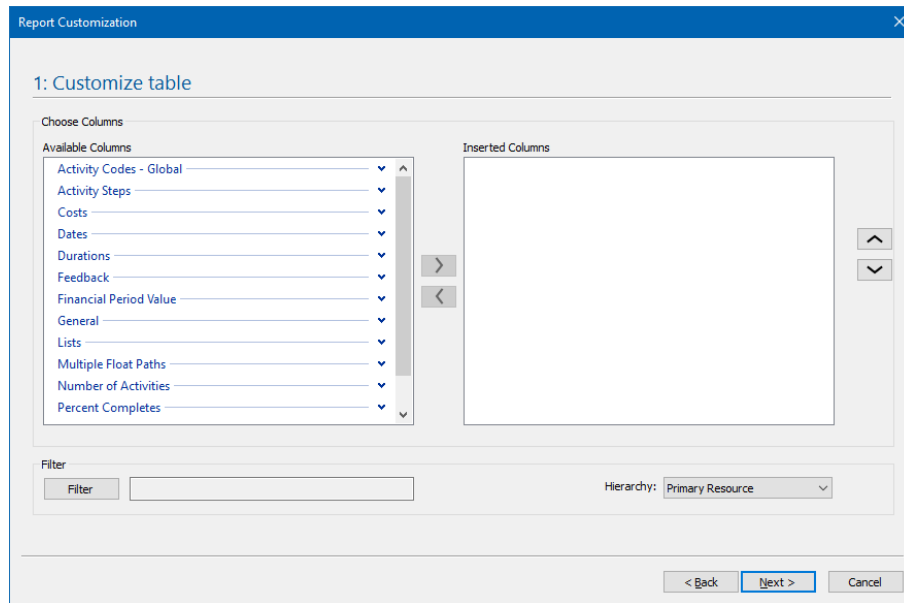 Report Customization
1: Customize table
Choose Columns
Available Columns
Inserted Columns
Activity Codes - Global
Activity Steps
Costs
Dates
Durations
Feedback
Financial Period Value
General
Lists
Multiple Float Paths
Number of Activities
Percent Completes
Filter
Filter
Hierarchy: Primary Resource
< Back
Next >
Cancel